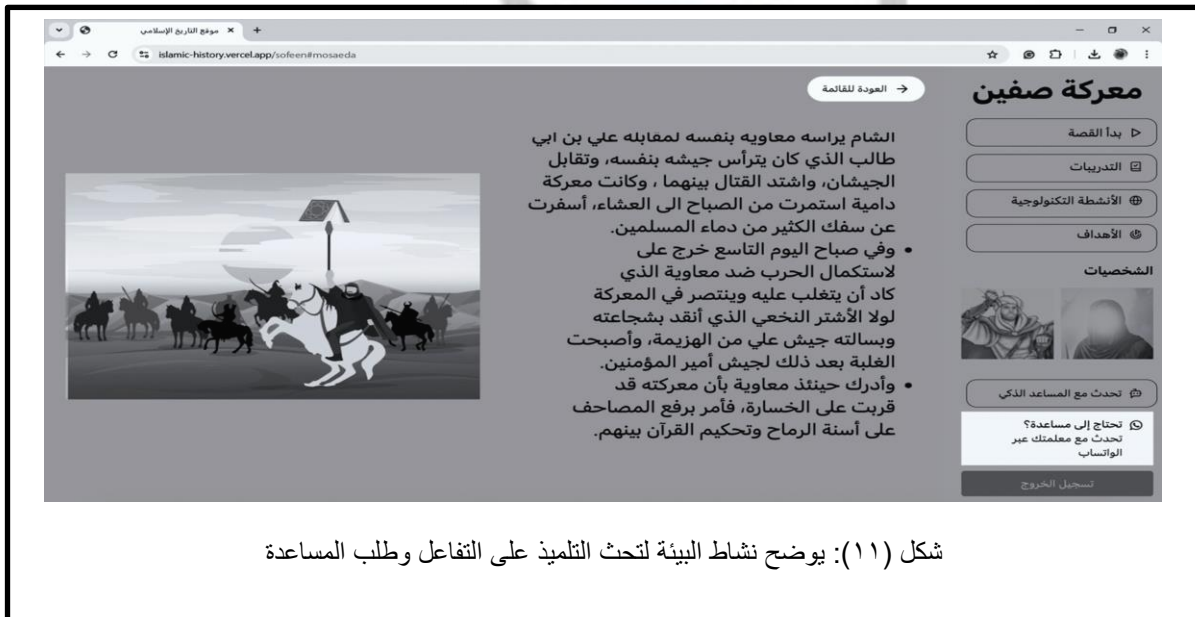 موقع التاريخ الإسلامي
islamic-history.vercel.app/sofeen#mosaeda
معركة صفين
بدأ القصة
التدريبات
الأنشطة التكنولوجية
الأهداف
الشخصيات
تحدث مع المساعد الذكي
تحتاج إلى مساعدة؟
تحدث مع معلمتك عبر
الواتساب
تسجيل الخروج
العودة للقائمة
الشام يرأسه معاوية بنفسه لمقابلة علي بن أبي
طالب الذي كان يترأس جيشه بنفسه، وتقابل
الجيشان، واشتد القتال بينهما ، وكانت معركة
دامية استمرت من الصباح الى العشاء، أسفرت
عن سفك الكثير من دماء المسلمين.
• وفي صباح اليوم التاسع خرج على
لاستكمال الحرب ضد معاوية الذي
كاد أن يتغلب عليه وينتصر في المعركة
لولا الأشتر النخعي الذي أنقد بشجاعته
وبسالته جيش علي من الهزيمة، وأصبحت
الغلبة بعد ذلك لجيش أمير المؤمنين.
• وأدرك حينئذ معاوية بأن معركته قد
قربت على الخسارة، فأمر برفع المصاحف
على أسنة الرماح وتحكيم القرآن بينهم.
شكل (١١): يوضح نشاط البيئة لتحث التلميذ على التفاعل وطلب المساعدة